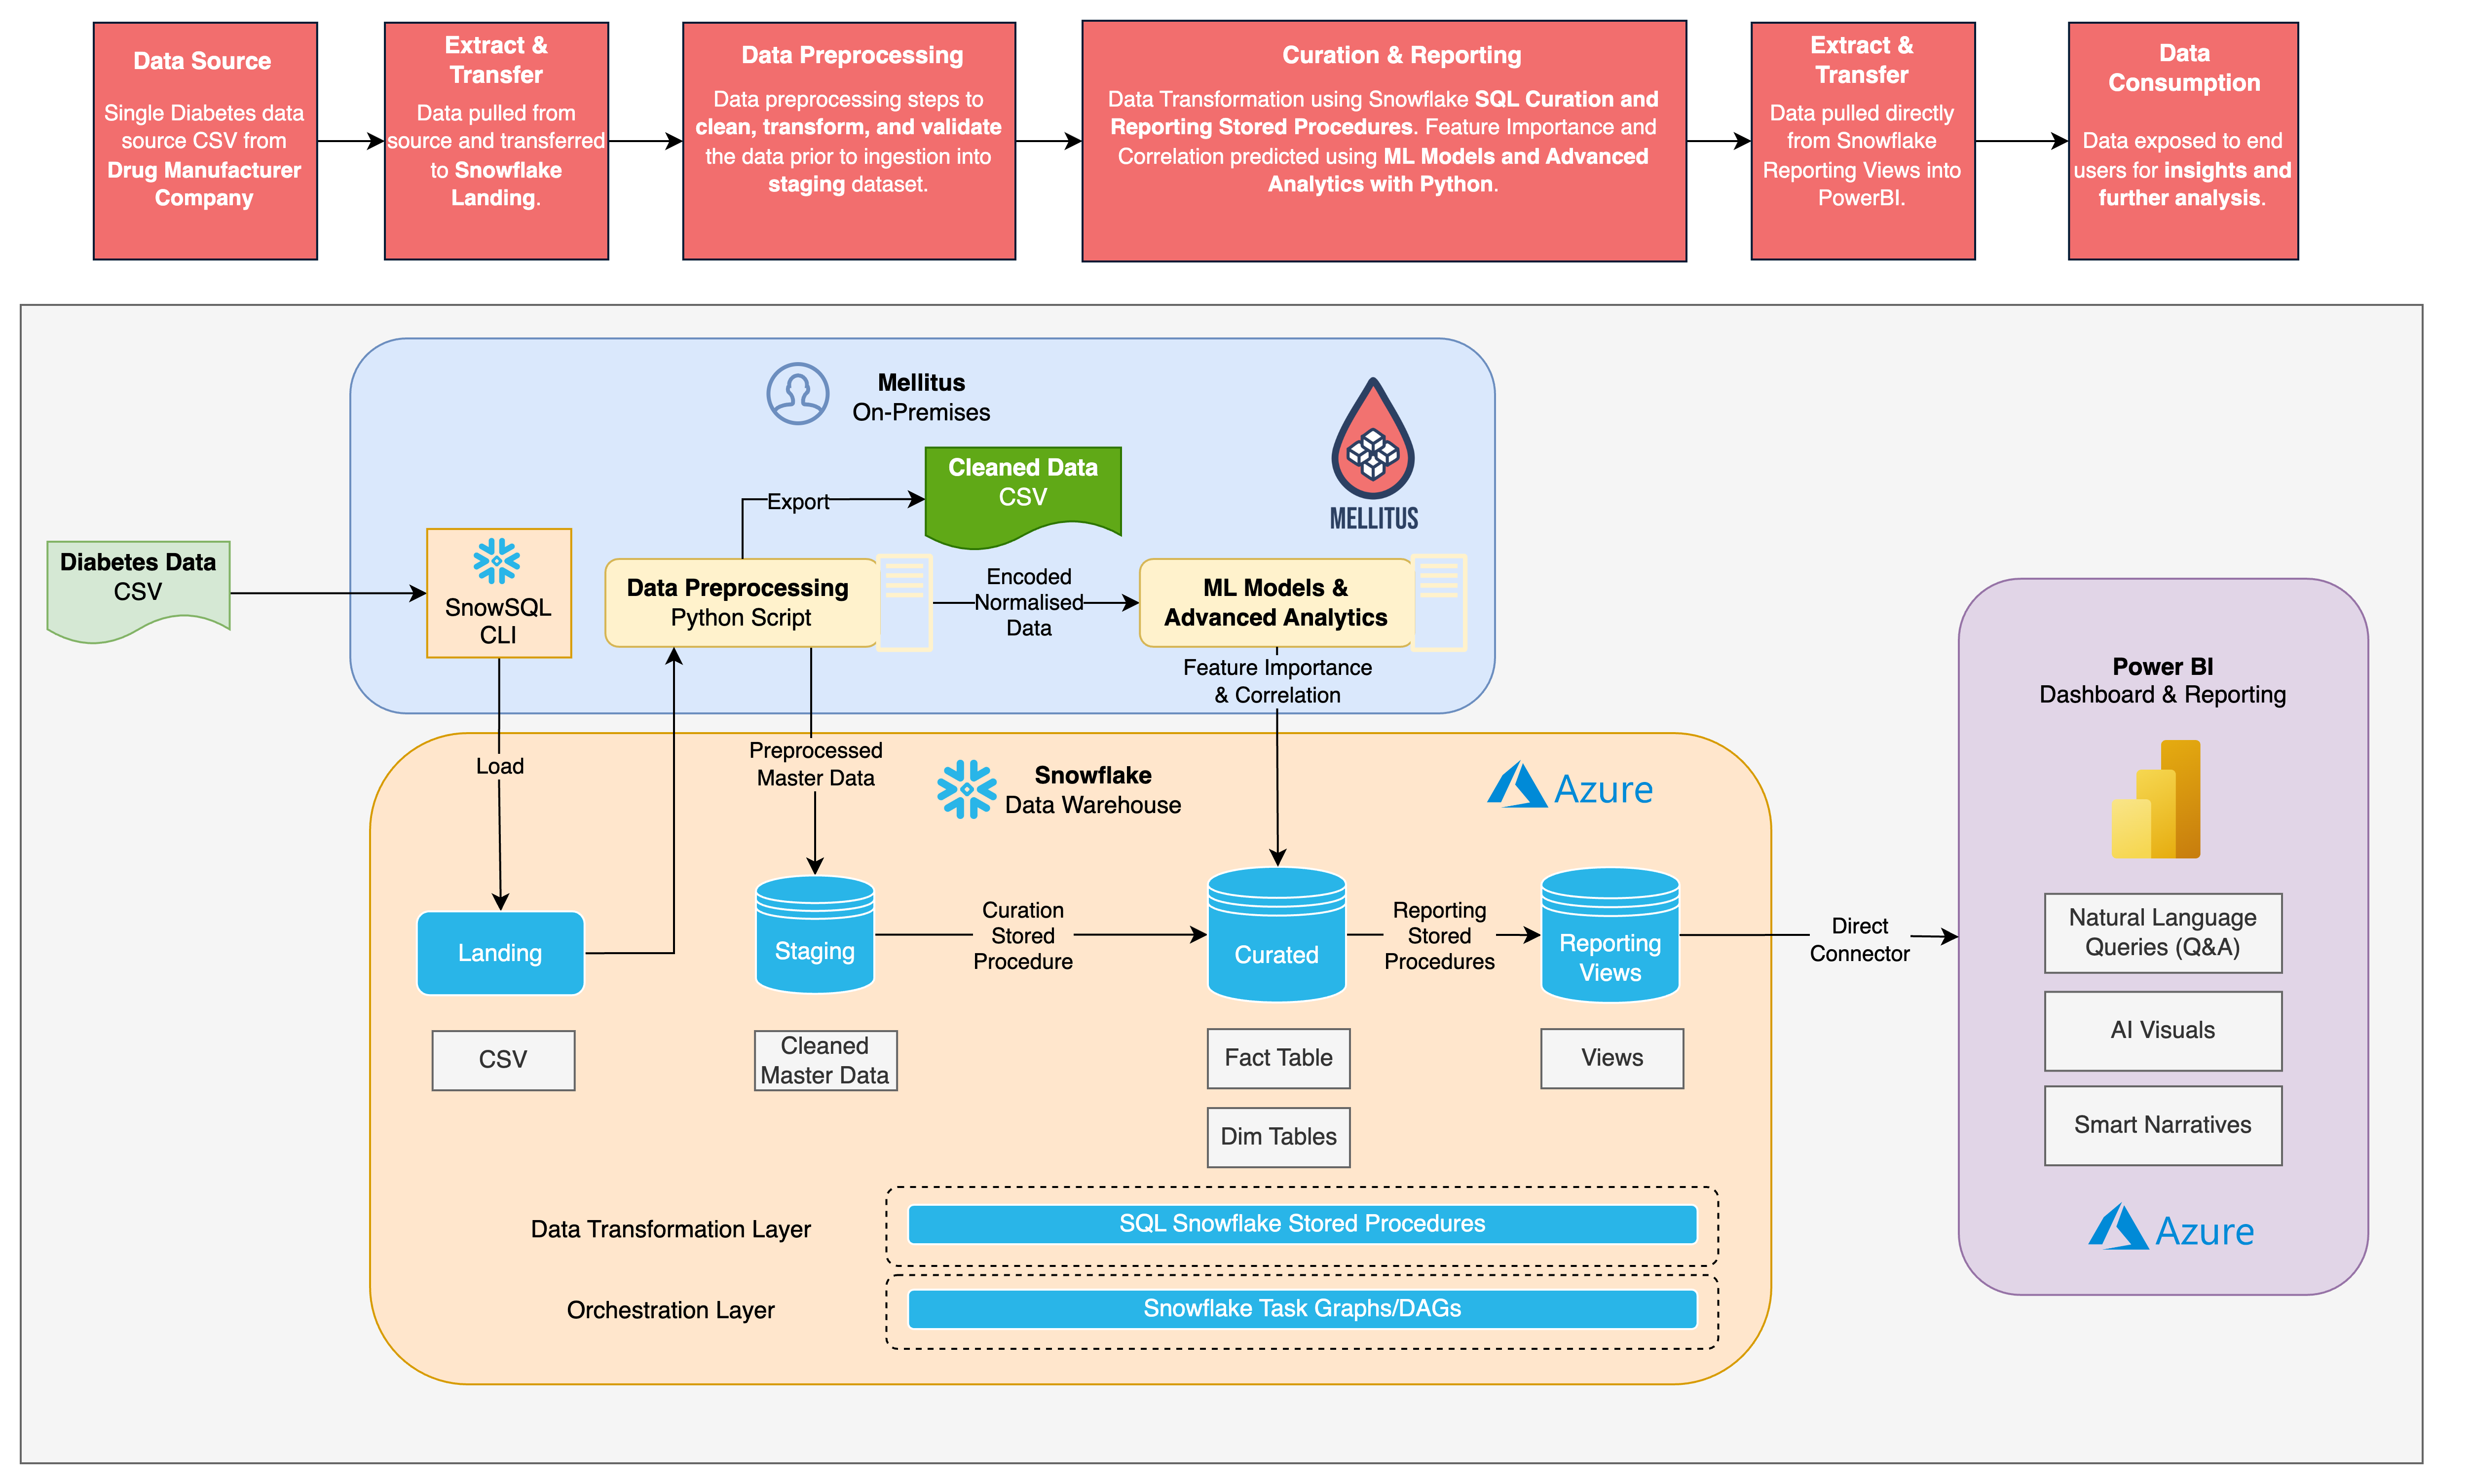 Data Source
Single Diabetes data
source CSV from
Drug Manufacturer
Company
Extract &
Transfer
Data pulled from
source and transferred
to Snowflake
Landing.
Data Preprocessing
Data preprocessing steps to
clean, transform, and validate
the data prior to ingestion into
staging dataset.
Curation & Reporting
Data Transformation using Snowflake SQL Curation and
Reporting Stored Procedures. Feature Importance and
Correlation predicted using ML Models and Advanced
Analytics with Python.
Extract &
Transfer
Data pulled directly
from Snowflake
Reporting Views into
PowerBI.
Data
Consumption
Data exposed to end
users for insights and
further analysis.
Mellitus
On-Premises
MELLITUS
Cleaned Data
CSV
Export
Diabetes Data
CSV
SnowSQL
CLI
Data Preprocessing
Python Script
Encoded
Normalised
Data
ML Models &
Advanced Analytics
Feature Importance
& Correlation
Load
Preprocessed
Master Data
Snowflake
Data Warehouse
Azure
Landing
Staging
Curation
Stored
Procedure
Curated
Reporting
Stored
Procedures
Reporting
Views
Direct
Connector
CSV
Cleaned
Master Data
Fact Table
Dim Tables
Views
Data Transformation Layer
SQL Snowflake Stored Procedures
Orchestration Layer
Snowflake Task Graphs/DAGs
Power BI
Dashboard & Reporting
Natural Language
Queries (Q&A)
AI Visuals
Smart Narratives
Azure